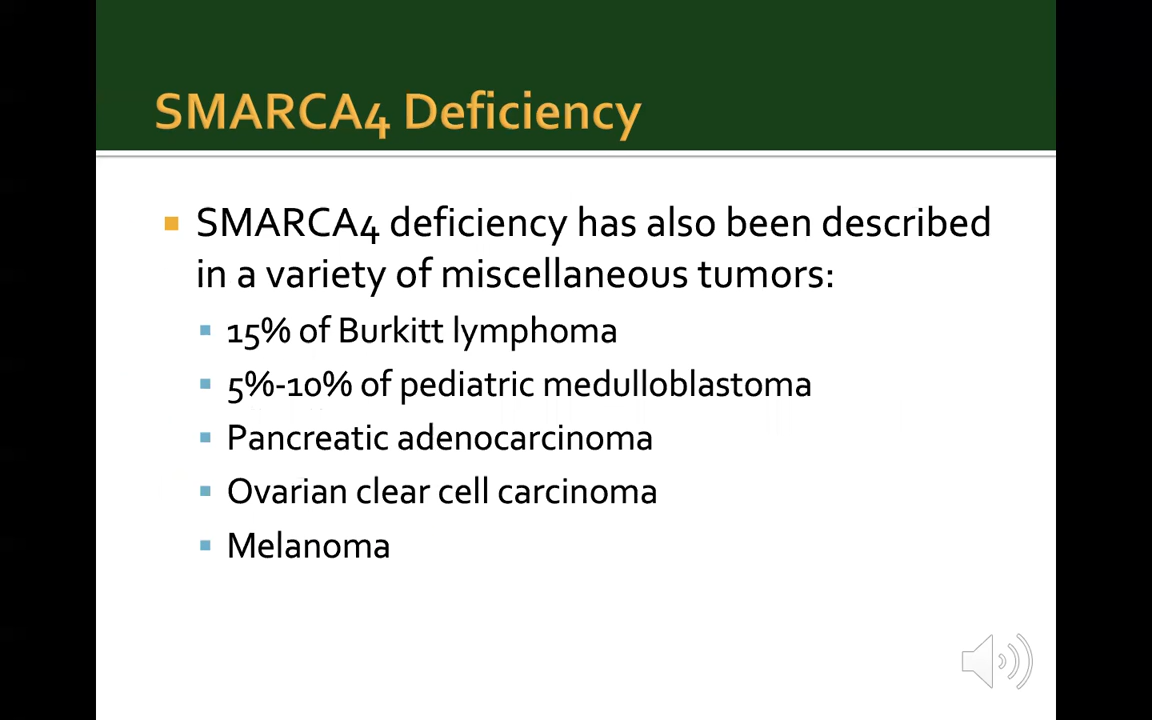 SMARCA4 Deficiency
SMARCA4 deficiency has also been described
in a variety of miscellaneous tumors:
15% of Burkitt lymphoma
5%-10% of pediatric medulloblastoma
Pancreatic adenocarcinoma
Ovarian clear cell carcinoma
Melanoma